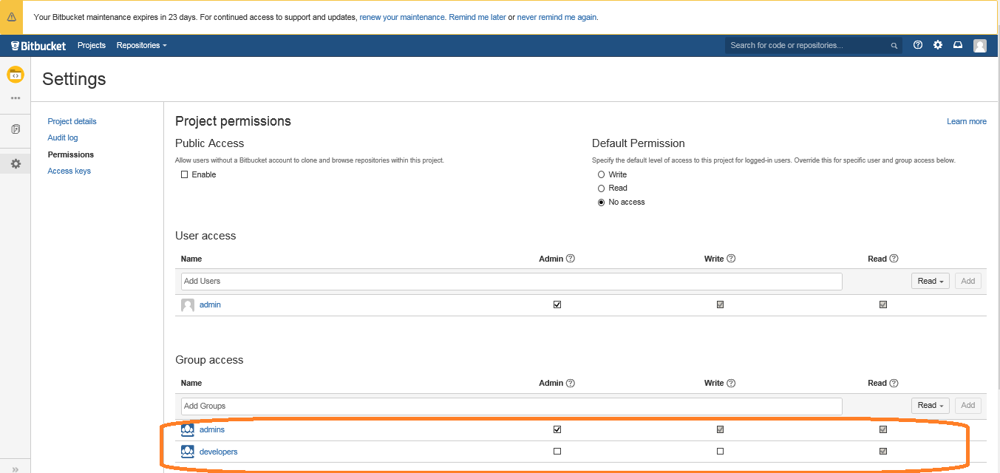 Your Bitbucket maintenance expires in 23 days. For continued access to support and updates, renew your maintenance. Remind me later or never remind me again.
Bitbucket Projects Repositories Search for code or repositories...
Settings
Project details
Audit log
Permissions
Access keys
Project permissions Learn more
Public Access
Allow users without a Bitbucket account to clone and browse repositories within this project.
Enable
Default Permission
Specify the default level of access to this project for logged-in users. Override this for specific user and group access below.
Write
Read
No access
User access
Name Admin Write Read
Add Users Read Add
admin
Group access
Name Admin Write Read
Add Groups Read Add
admins
developers